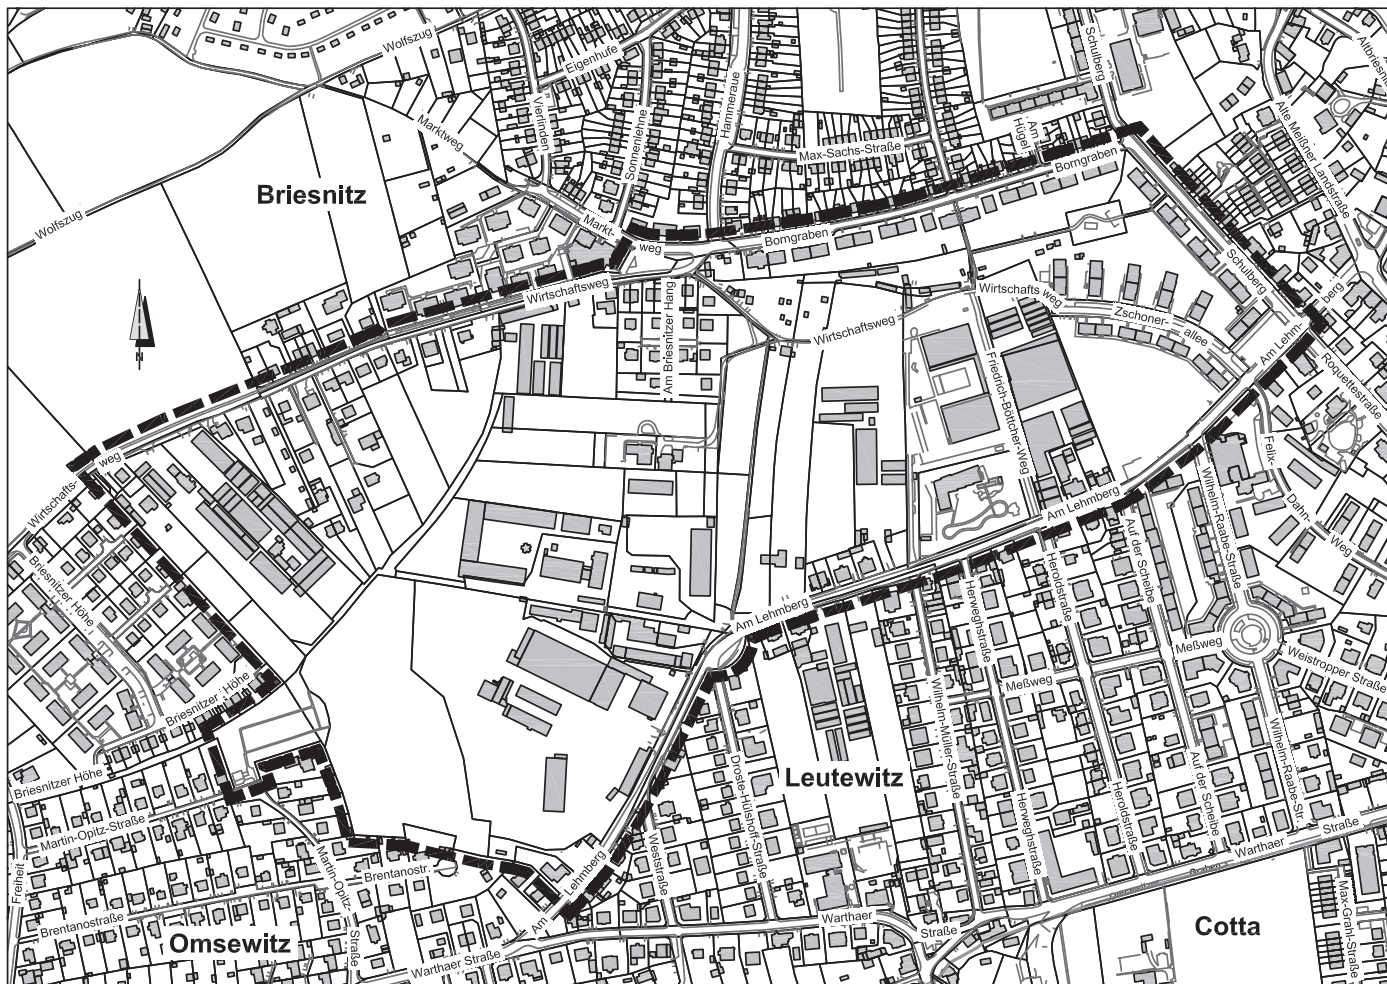 Wolfszug
Eigenhufe
Vierlinden
Marktweg
Sonnenlehne
Hammeraue
Max-Sachs-Straße
Am
Hügel
Schulberg
Alte Meißner Landstraße
Briesnitz
Wolfszug
Markt-
weg
Borngraben
Borngraben
Schulberg
Wirtschaftsweg
Am Briesnitzer Hang
Wirtschaftsweg
Wirtschafts weg
Zschoner-
allee
Am Lehm-
berg
Roquettestraße
N
Friedrich-Böttcher-Weg
Wirtschafts-
weg
Felix-
Dahn-
Weg
Am Lehmberg
Auf der Scheibe
Wilhelm-Raabe-Straße
Briesnitzer Höhe
Heroldstraße
Herweghstraße
Am Lehmberg
Meßweg
Weistropper Straße
Meßweg
Briesnitzer Höhe
Wilhelm-Müller-Straße
Wilhelm-Raabe-Str.
Auf der Scheibe
Heroldstraße
Herweghstraße
Leutewitz
Droste-Hülshoff-Straße
Weststraße
Briesnitzer Höhe
Martin-Opitz-Straße
Martin-Opitz-
Straße
Freiheit
Brentanostr.
Brentanostraße
Am
Lehmberg
Warthaer
Straße
Warthaer
Straße
Warthaer Straße
Omsewitz
Cotta
Max-Grahl-Straße